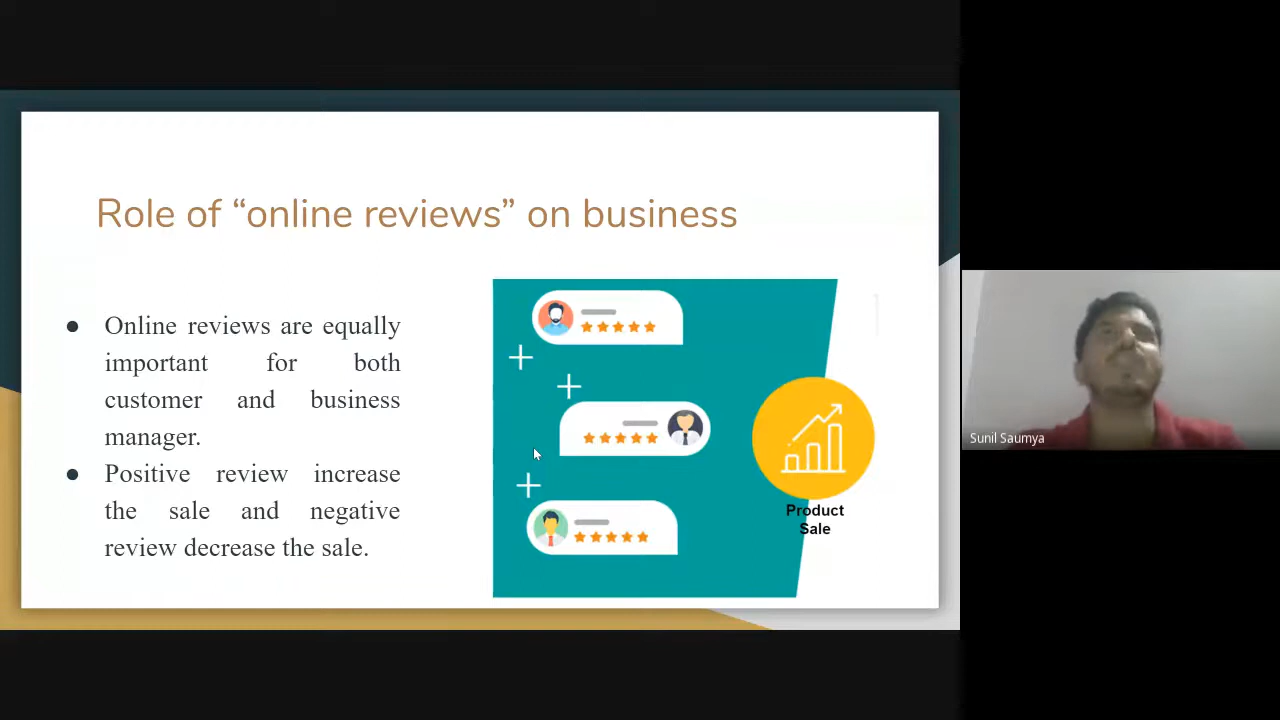 Role of “online reviews” on business
● Online reviews are equally
important for both
customer and business
manager.
● Positive review increase
the sale and negative
review decrease the sale.
Product
Sale
Sunil Saumya